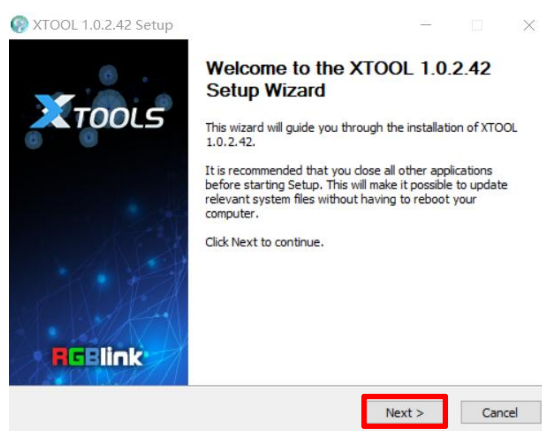 XTOOL 1.0.2.42 Setup
XTOOLS
Welcome to the XTOOL 1.0.2.42
Setup Wizard
This wizard will guide you through the installation of XTOOL
1.0.2.42.
It is recommended that you close all other applications
before starting Setup. This will make it possible to update
relevant system files without having to reboot your
computer.
Click Next to continue.
RGBlink
Next >
Cancel